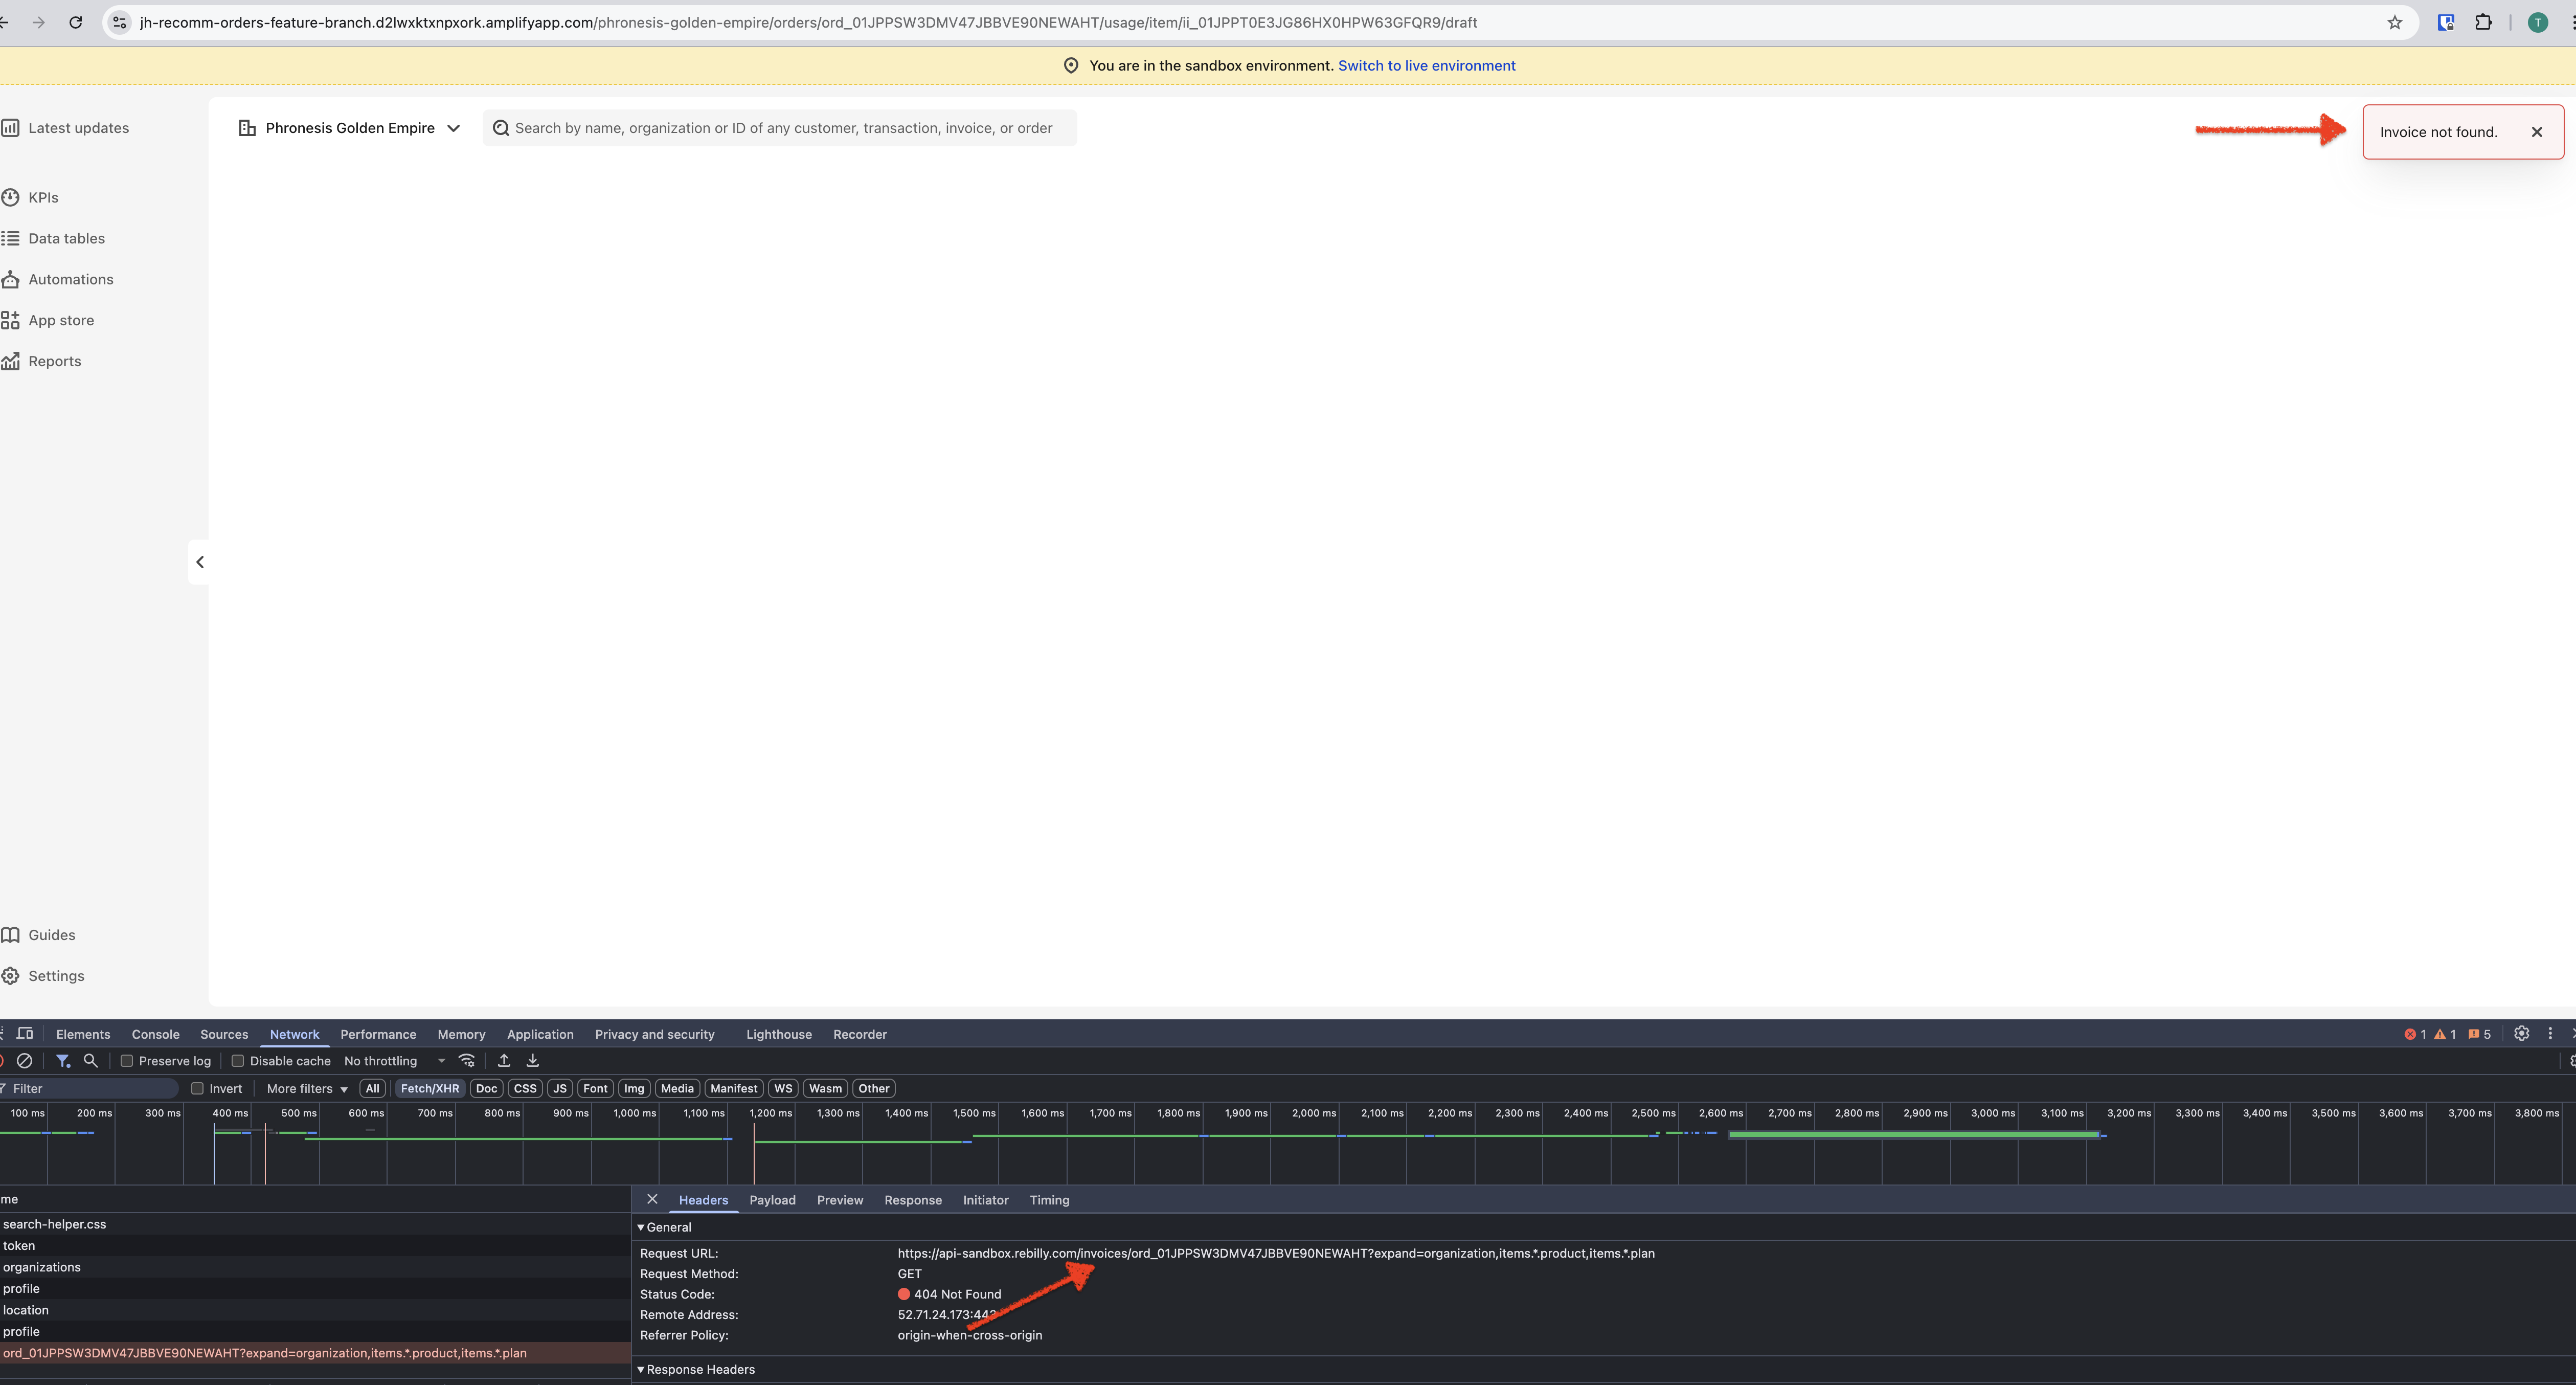 jh-recomm-orders-feature-branch.d2lwxktxnpxork.amplifyapp.com/phronesis-golden-empire/orders/ord_01JPPSW3DMV47JBBVE90NEWAHT/usage/item/ii_01JPPT0E3JG86HX0HPW63GFQR9/draft
T
You are in the sandbox environment. Switch to live environment
Latest updates
Phronesis Golden Empire
Search by name, organization or ID of any customer, transaction, invoice, or order
Invoice not found.
KPIs
Data tables
Automations
App store
Reports
Guides
Settings
Elements Console Sources Network Performance Memory Application Privacy and security Lighthouse Recorder 1 1 5
Preserve log Disable cache No throttling
Filter Invert More filters All Fetch/XHR Doc CSS JS Font Img Media Manifest WS Wasm Other
100 ms 200 ms 300 ms 400 ms 500 ms 600 ms 700 ms 800 ms 900 ms 1,000 ms 1,100 ms 1,200 ms 1,300 ms 1,400 ms 1,500 ms 1,600 ms 1,700 ms 1,800 ms 1,900 ms 2,000 ms 2,100 ms 2,200 ms 2,300 ms 2,400 ms 2,500 ms 2,600 ms 2,700 ms 2,800 ms 2,900 ms 3,000 ms 3,100 ms 3,200 ms 3,300 ms 3,400 ms 3,500 ms 3,600 ms 3,700 ms 3,800 ms
me
search-helper.css
token
organizations
profile
location
profile
ord_01JPPSW3DMV47JBBVE90NEWAHT?expand=organization,items.*.product,items.*.plan
Headers Payload Preview Response Initiator Timing
General
Request URL: https://api-sandbox.rebilly.com/invoices/ord_01JPPSW3DMV47JBBVE90NEWAHT?expand=organization,items.*.product,items.*.plan
Request Method: GET
Status Code: 404 Not Found
Remote Address: 52.71.24.173:443
Referrer Policy: origin-when-cross-origin
Response Headers